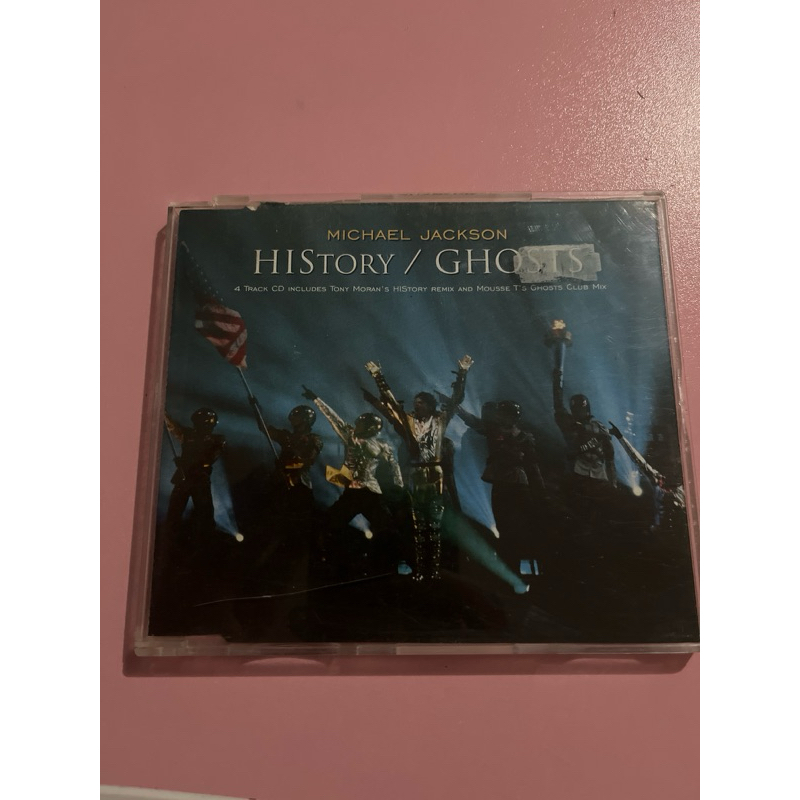 MICHAEL JACKSON
HISTORY / GHOSTS
4 TRACK CD INCLUDES TONY MORAN'S HISTORY REMIX AND MOUSSE T'S GHOSTS CLUB MIX